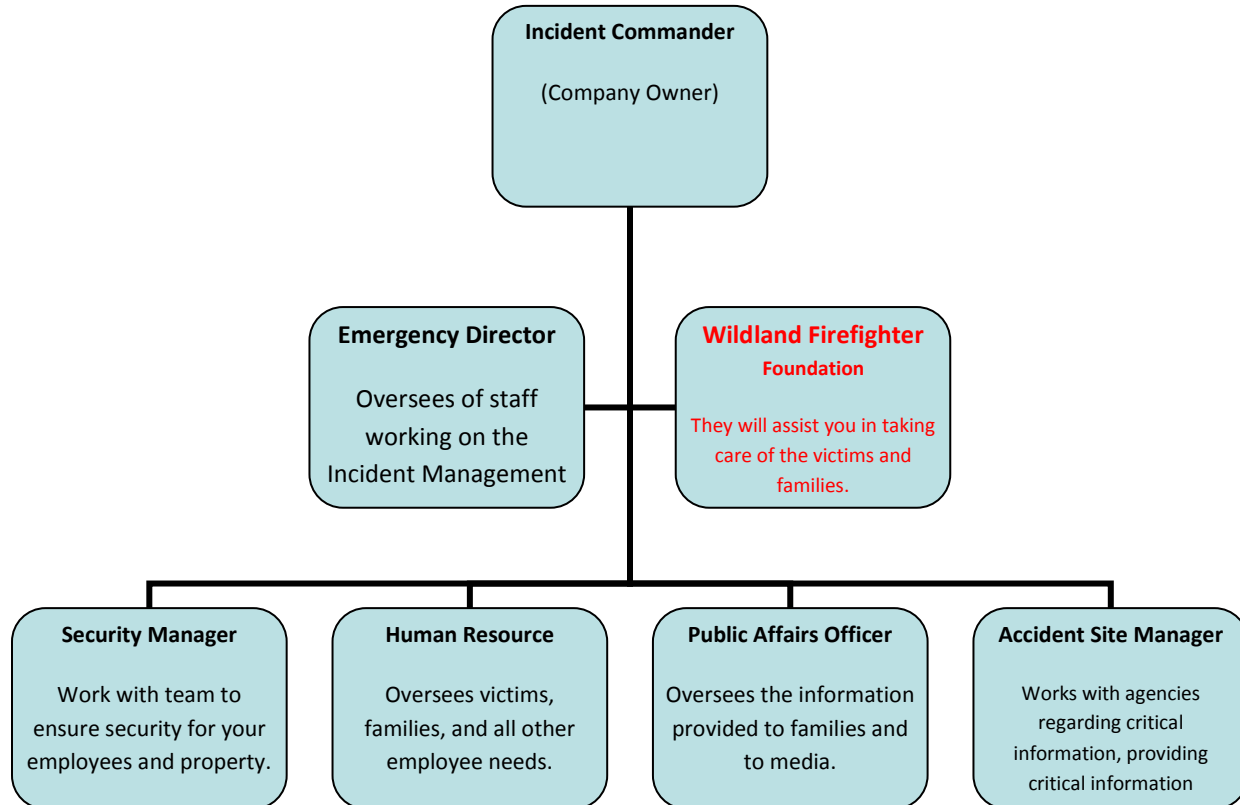 Incident Commander
(Company Owner)
Emergency Director
Oversees of staff
working on the
Incident Management
Wildland Firefighter
Foundation
They will assist you in taking
care of the victims and
families.
Security Manager
Work with team to
ensure security for your
employees and property.
Human Resource
Oversees victims,
families, and all other
employee needs.
Public Affairs Officer
Oversees the information
provided to families and
to media.
Accident Site Manager
Works with agencies
regarding critical
information, providing
critical information